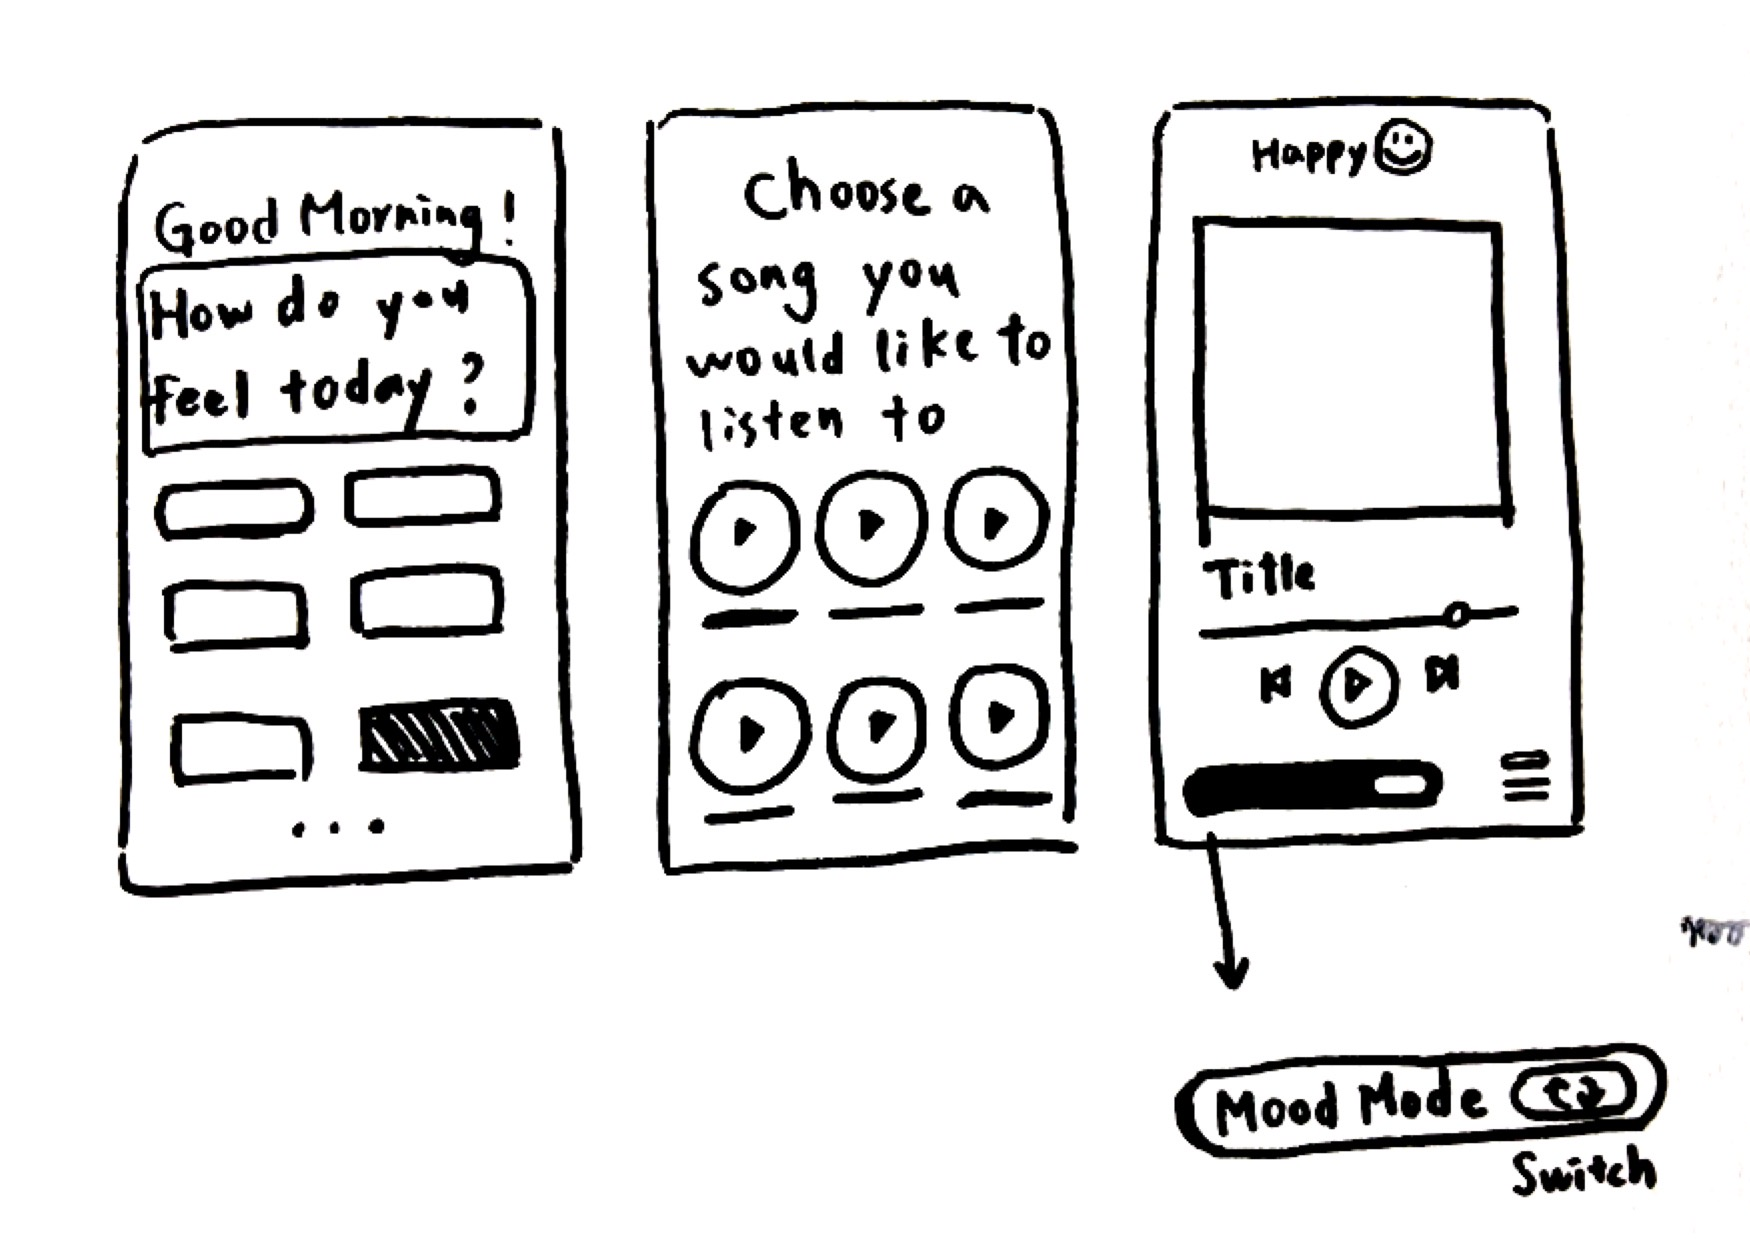 Good Morning!
How do you
feel today?
Choose a
song you
would like to
listen to
Happy
Title
Mood Mode
Switch